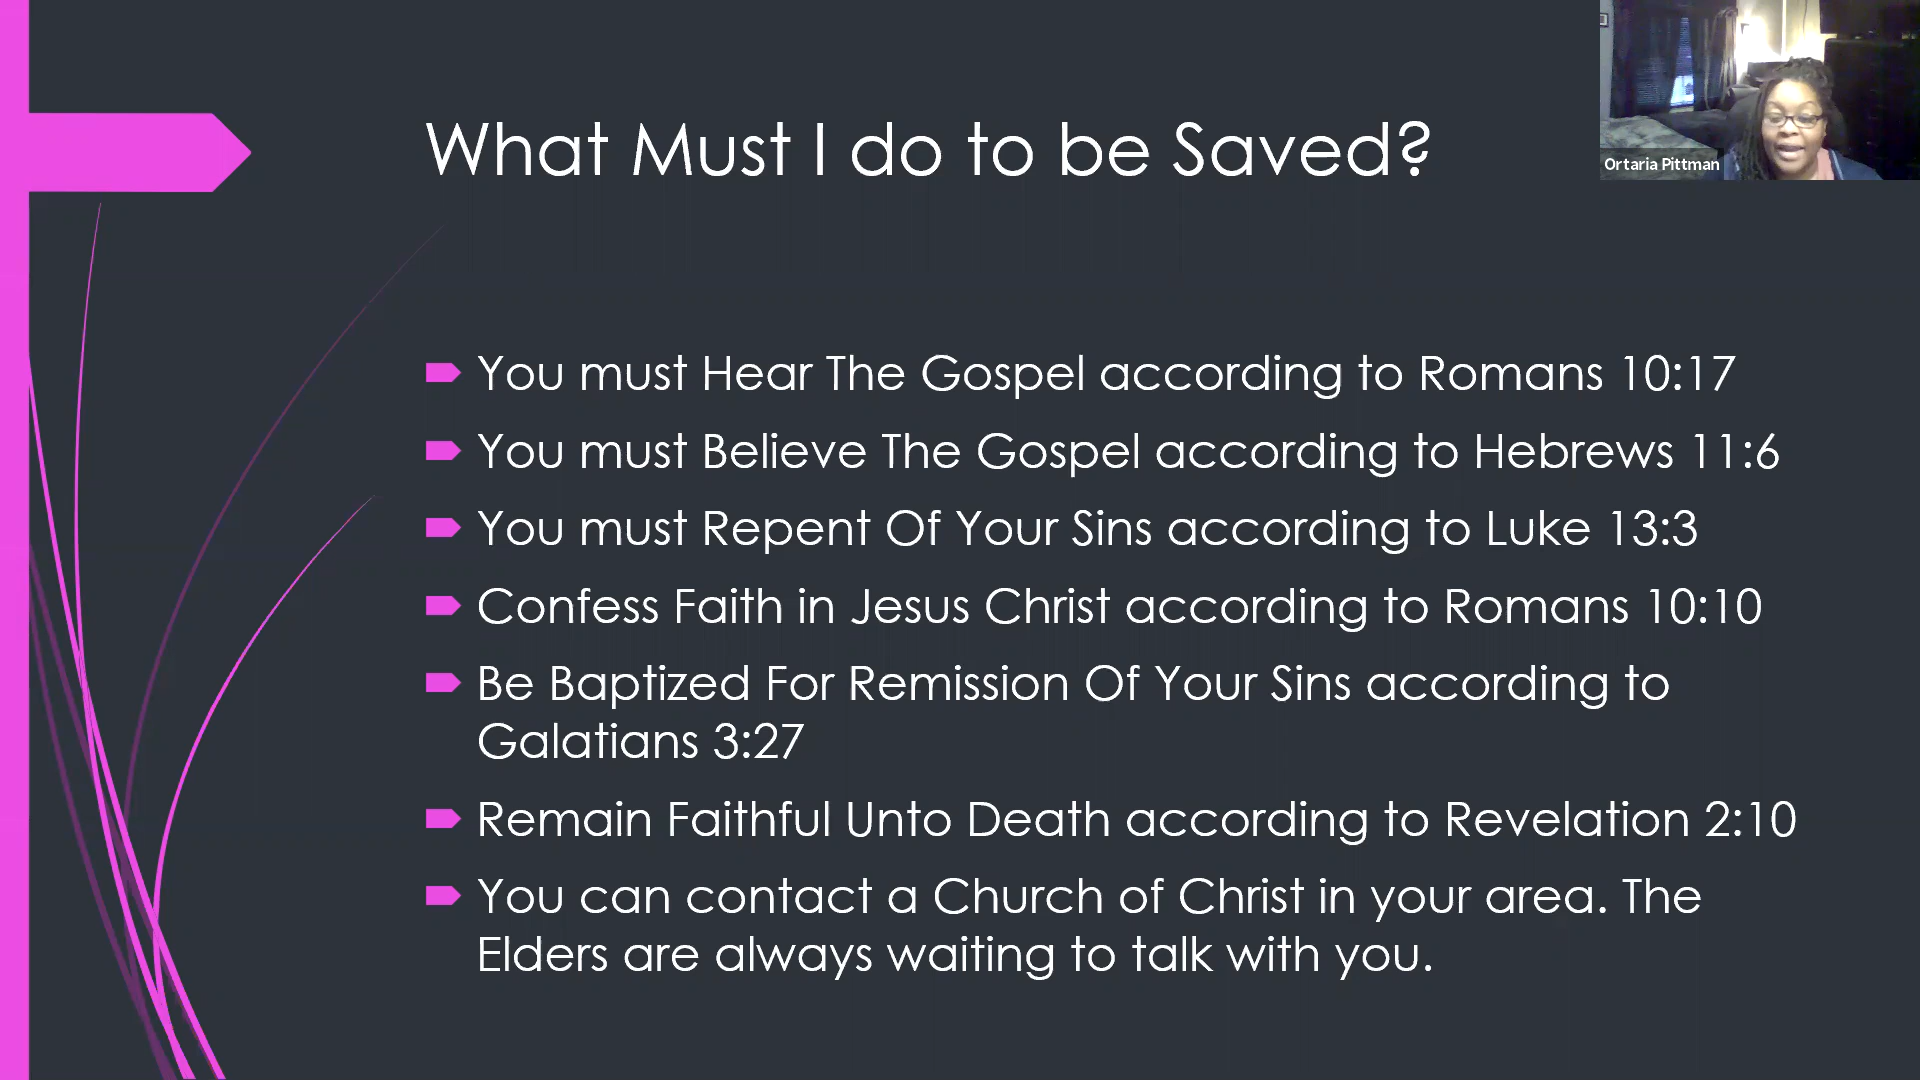 What Must I do to be Saved?
Ortaria Pittman
You must Hear The Gospel according to Romans 10:17
You must Believe The Gospel according to Hebrews 11:6
You must Repent Of Your Sins according to Luke 13:3
Confess Faith in Jesus Christ according to Romans 10:10
Be Baptized For Remission Of Your Sins according to
Galatians 3:27
Remain Faithful Unto Death according to Revelation 2:10
You can contact a Church of Christ in your area. The
Elders are always waiting to talk with you.